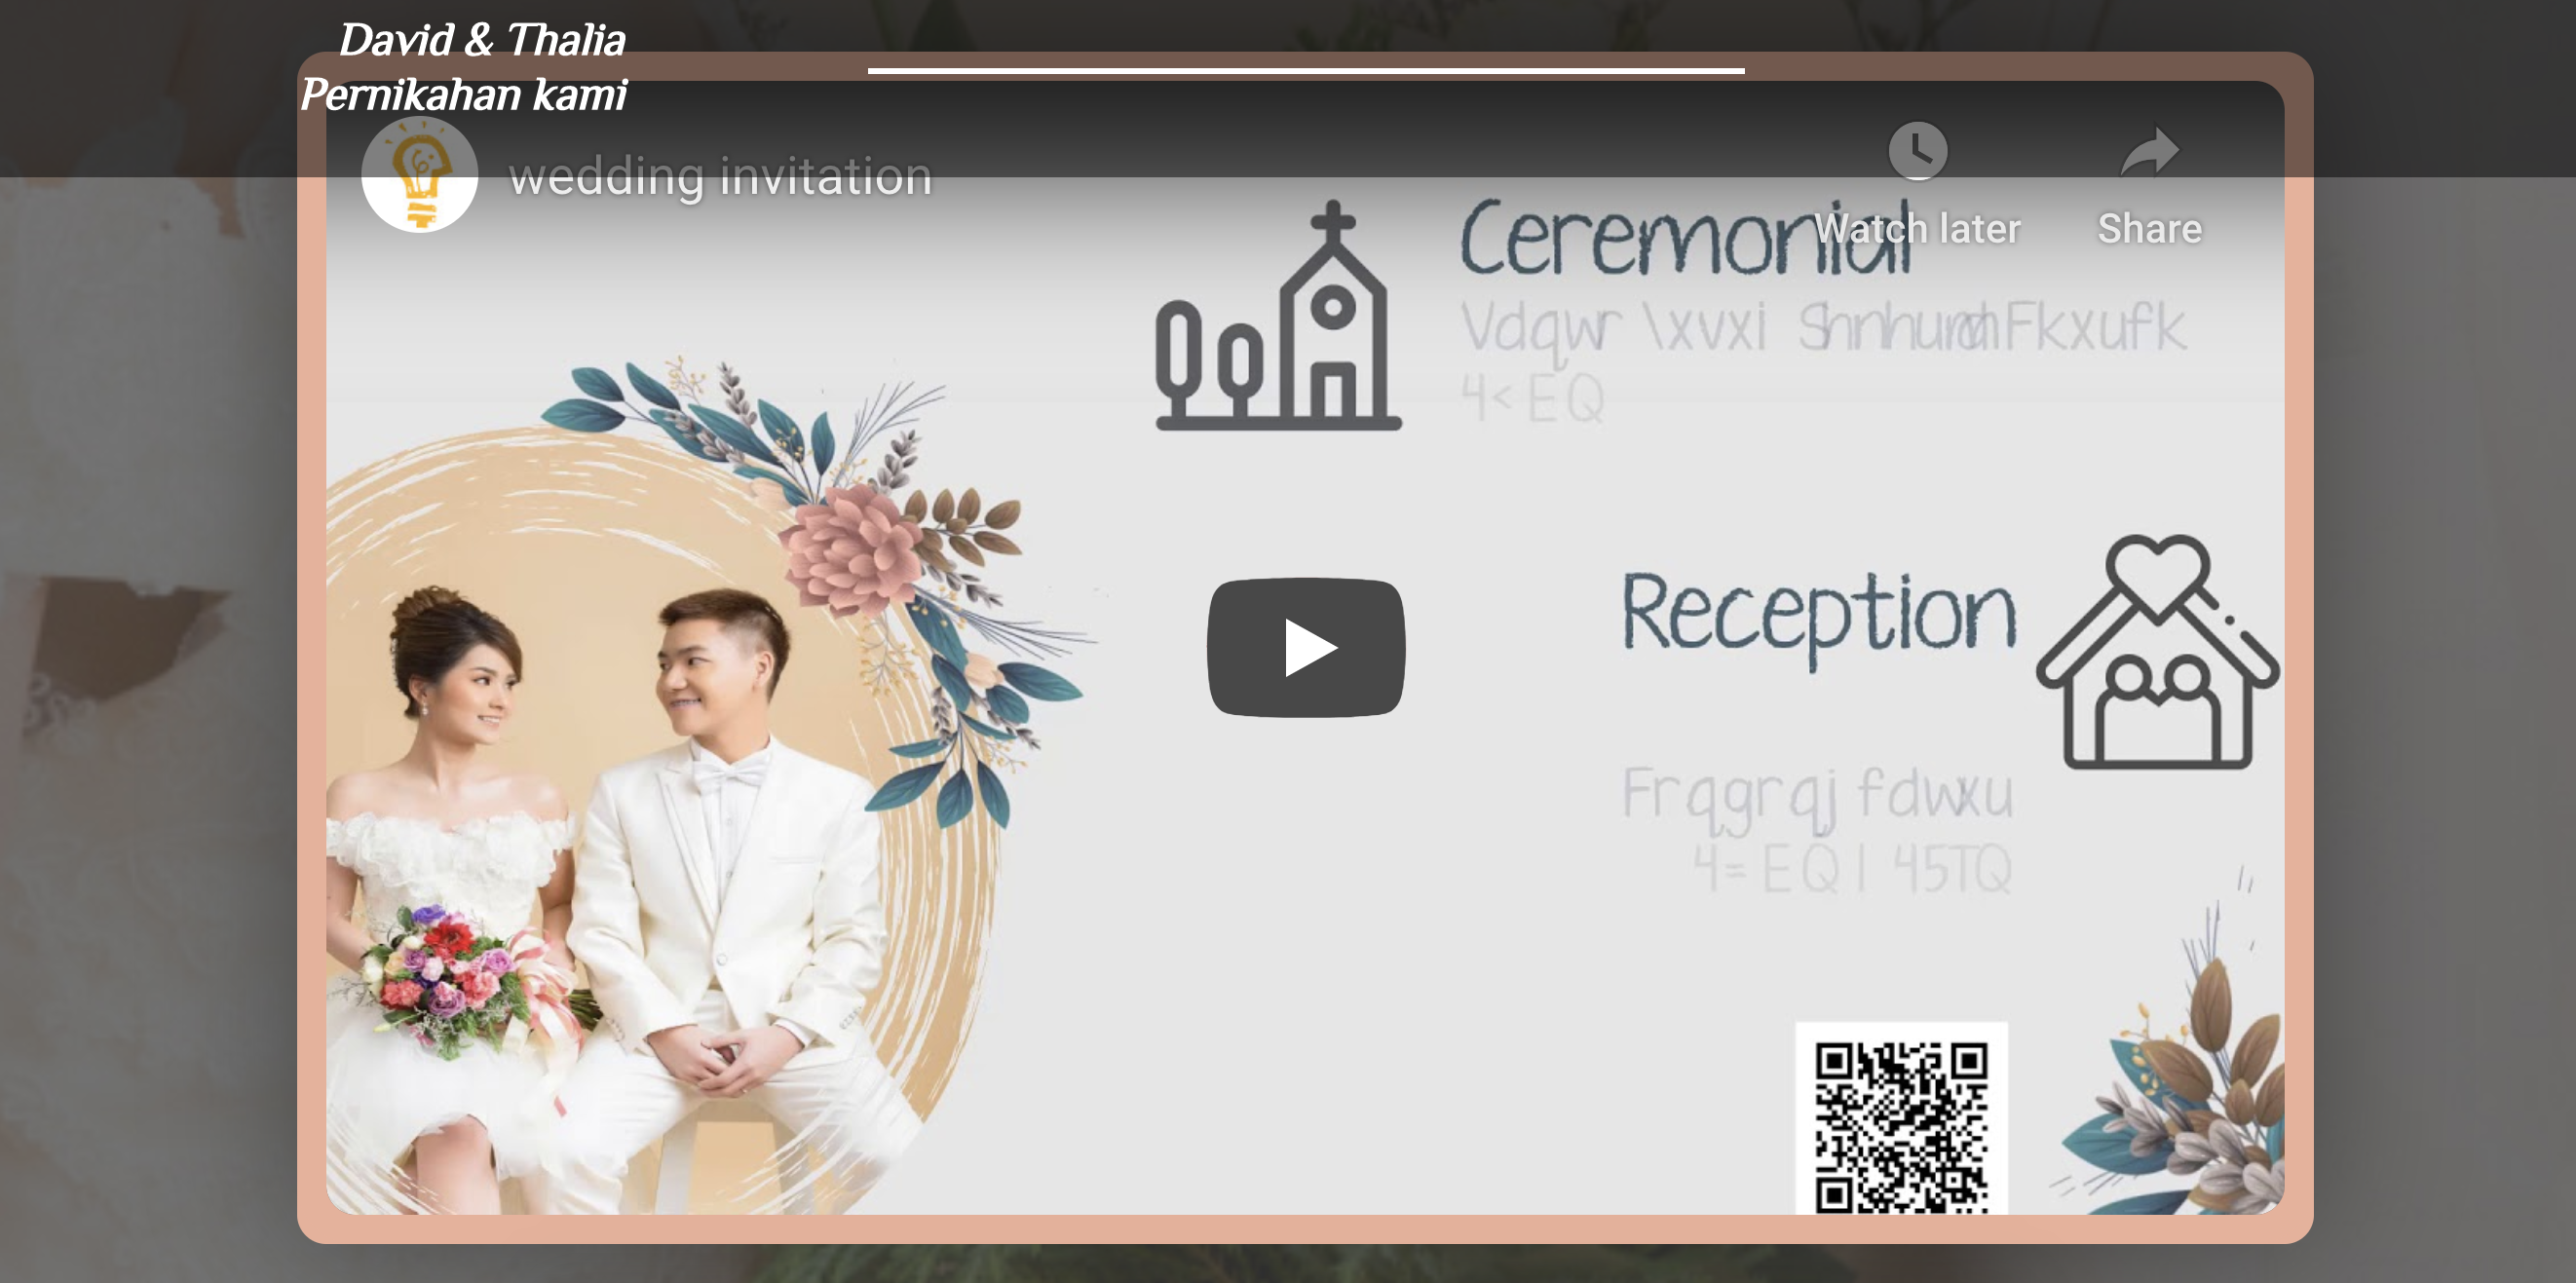 David & Thalia
Pernikahan kami
wedding invitation
Watch later
Share
Ceremonial
Vdqwr \xvxi
Fkxufk
4< EQ
Reception
Frqgrqj fdwxu
4= EQ | 45TQ